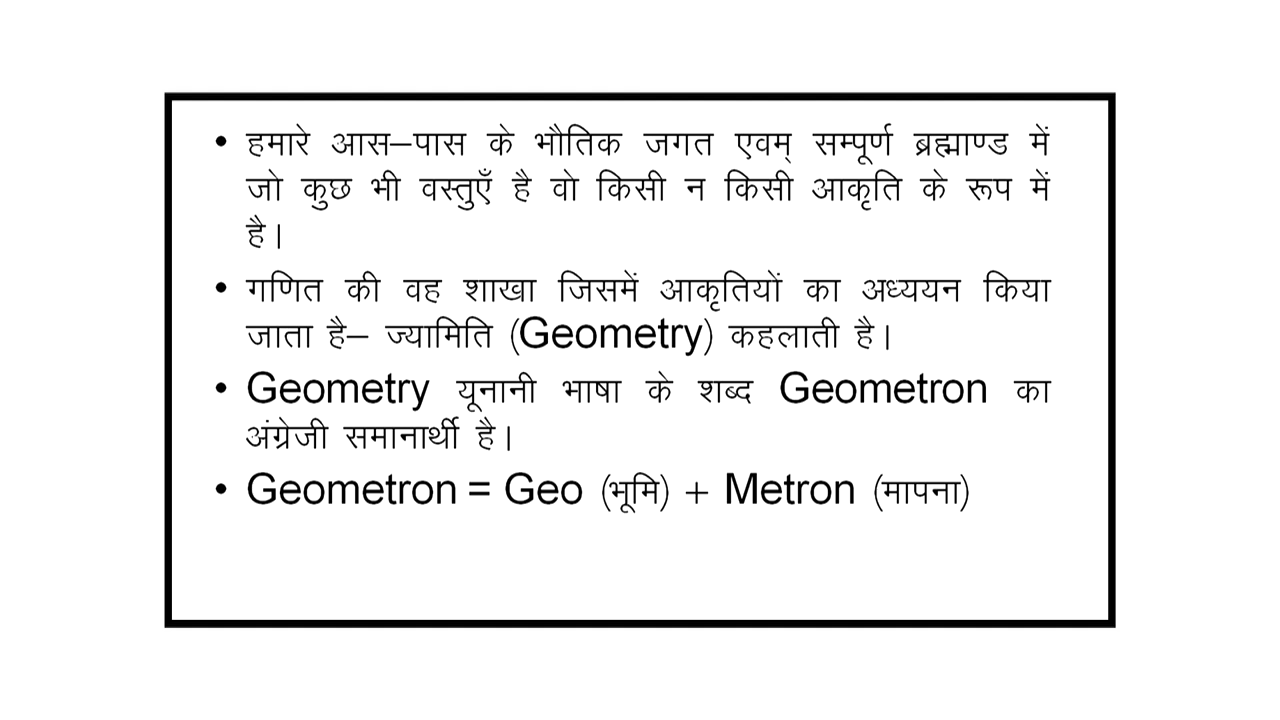 • हमारे आस–पास के भौतिक जगत एवम् सम्पूर्ण ब्रह्माण्ड में
जो कुछ भी वस्तुएँ है वो किसी न किसी आकृति के रूप में
है।
• गणित की वह शाखा जिसमें आकृतियों का अध्ययन किया
जाता है– ज्यामिति (Geometry) कहलाती है।
• Geometry यूनानी भाषा के शब्द Geometron का
अंग्रेजी समानार्थी है।
• Geometron = Geo (भूमि) + Metron (मापना)